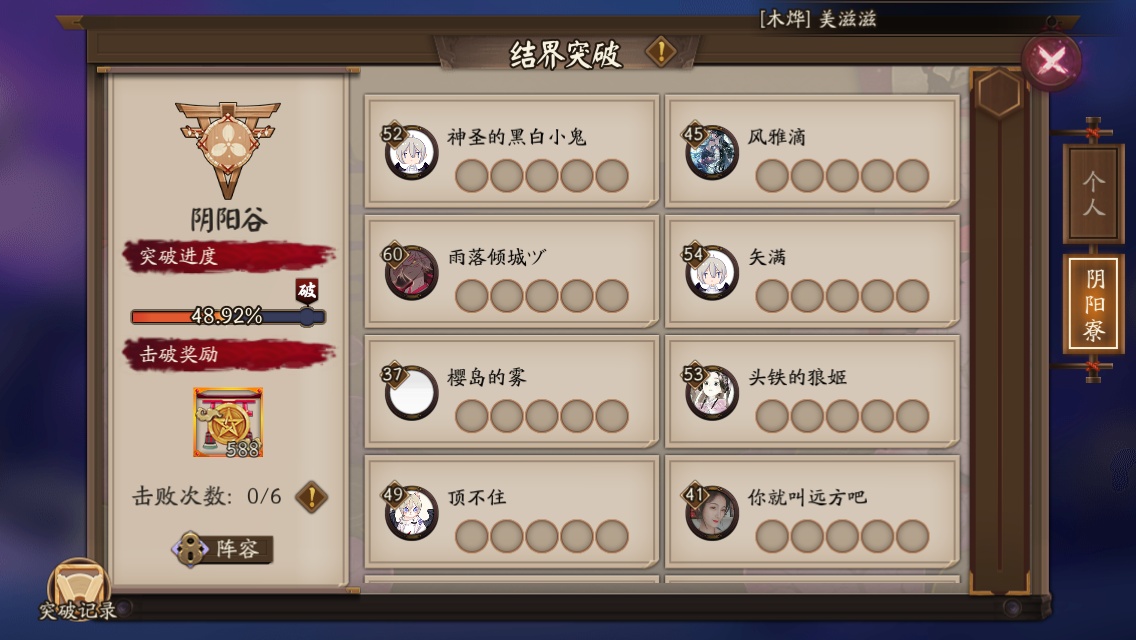 [木烨] 美滋滋
结界突破
!
阴阳谷
突破进度
破
48.92%
击破奖励
588
击败次数: 0/6 !
阵容
突破记录
52 神圣的黑白小鬼
45 风雅滴
60 雨落倾城ヅ
54 矢满
37 樱岛的雾
53 头铁的狼姬
49 顶不住
41 你就叫远方吧
个人
阴阳寮